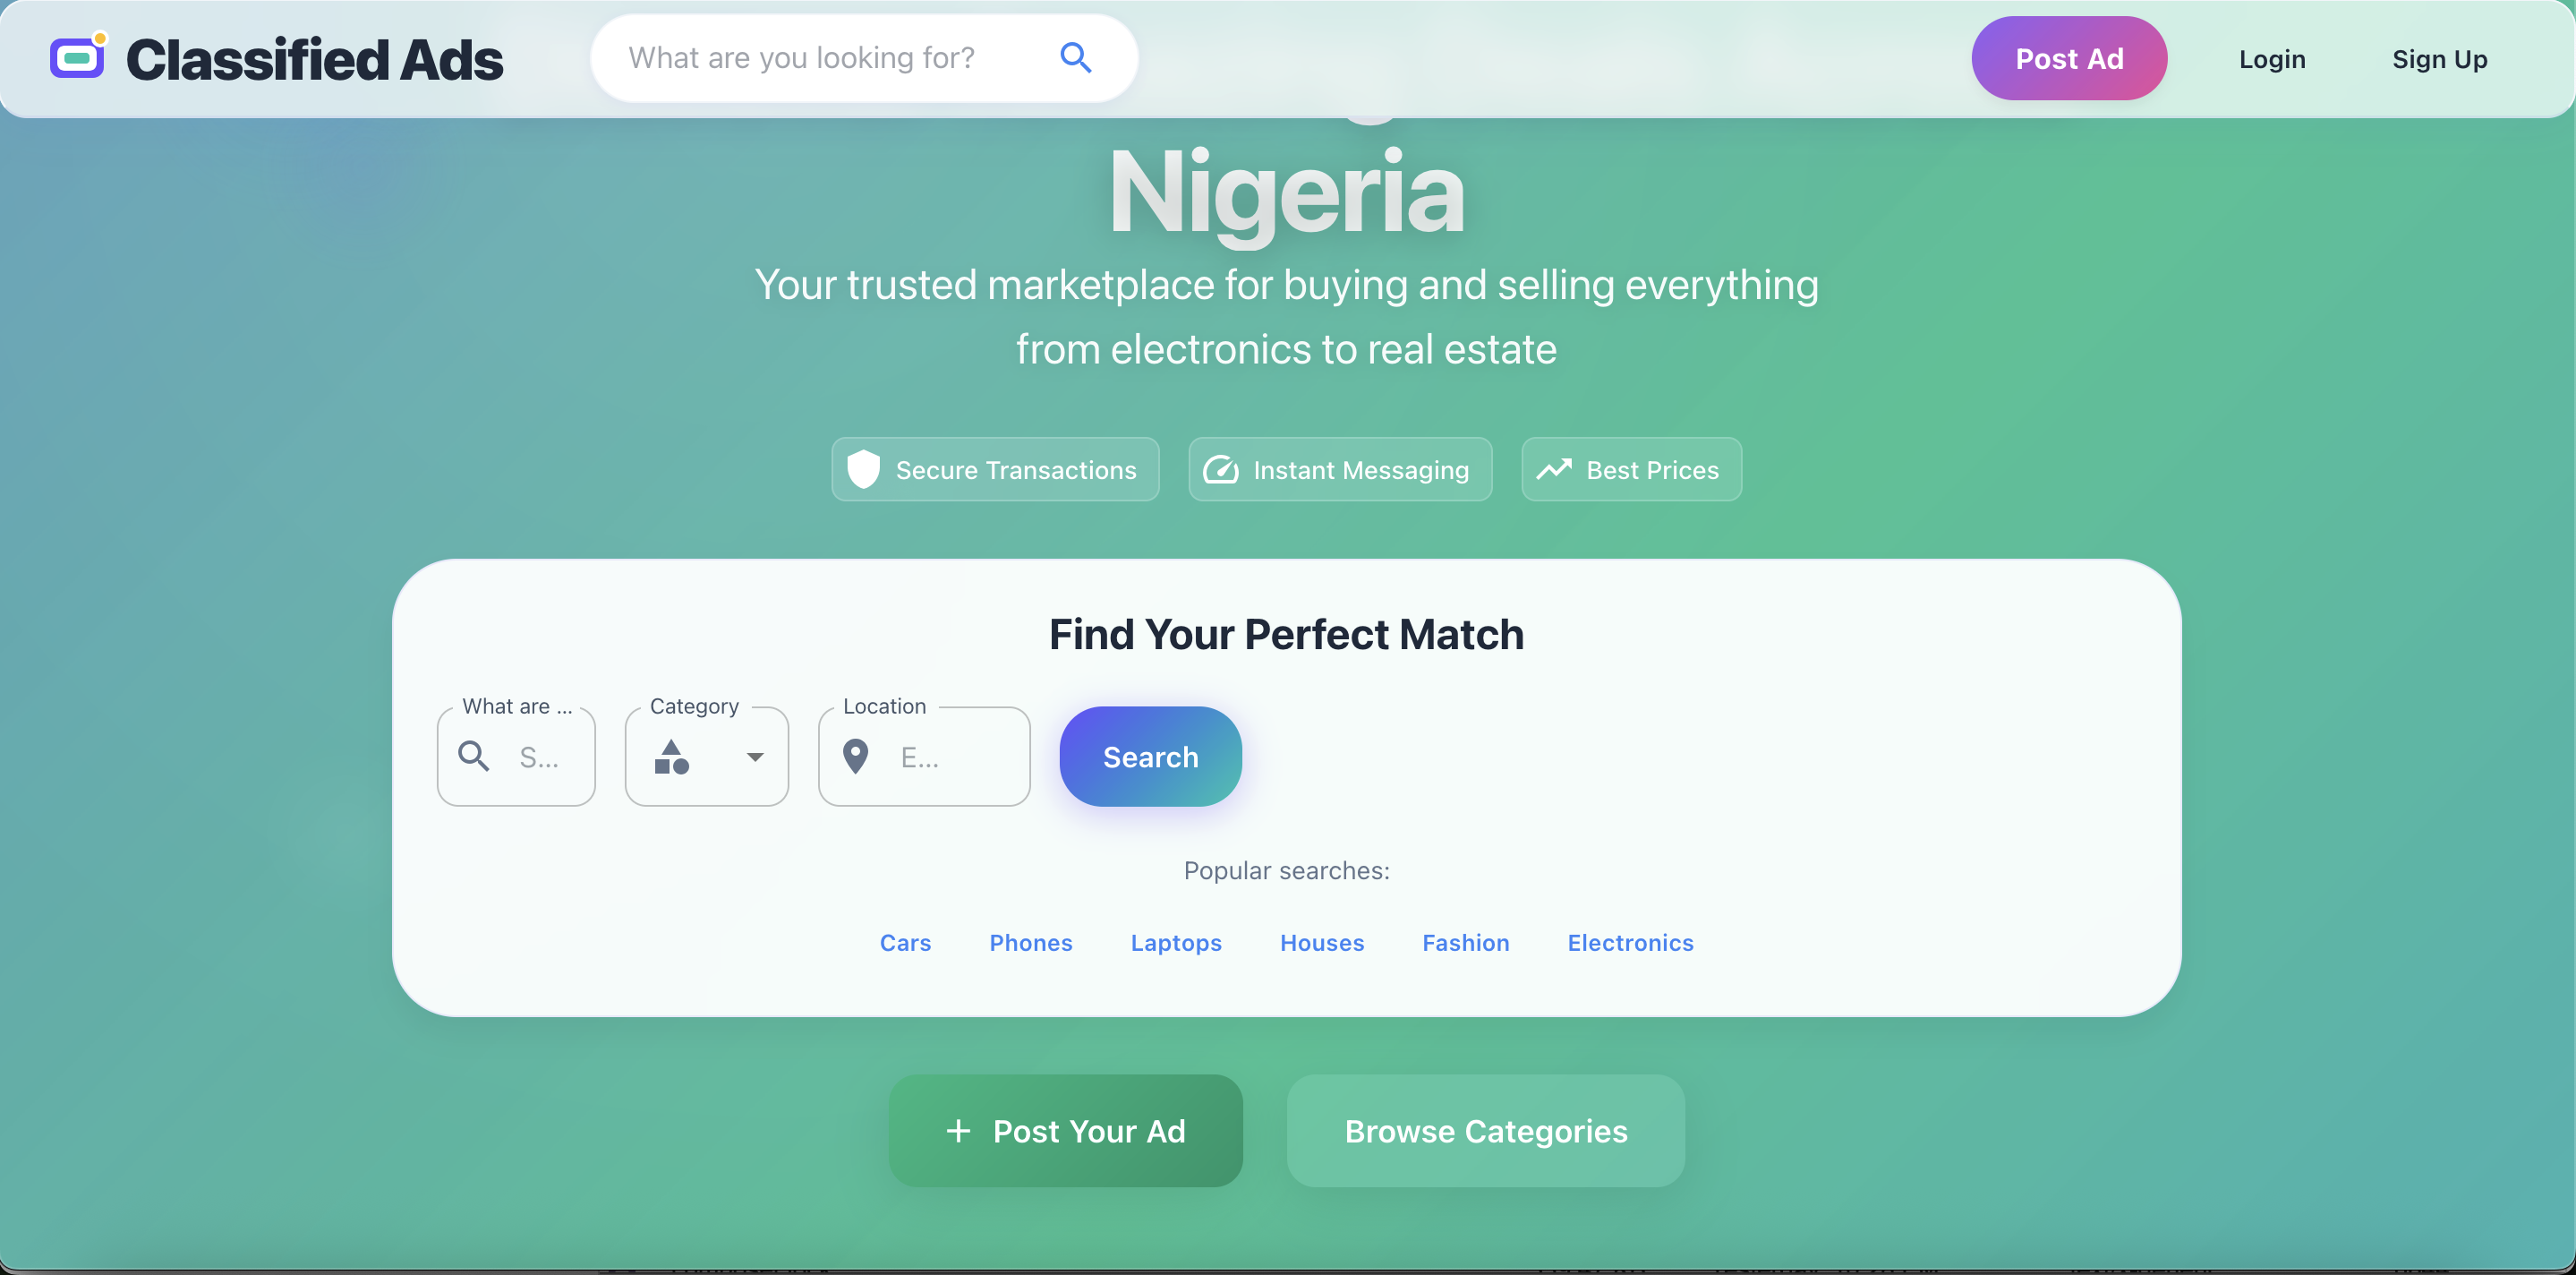 Classified Ads
What are you looking for?
Post Ad
Login
Sign Up
Nigeria
Your trusted marketplace for buying and selling everything
from electronics to real estate
Secure Transactions
Instant Messaging
Best Prices
Find Your Perfect Match
What are ...
Category
Location
S...
E...
Search
Popular searches:
Cars
Phones
Laptops
Houses
Fashion
Electronics
+ Post Your Ad
Browse Categories